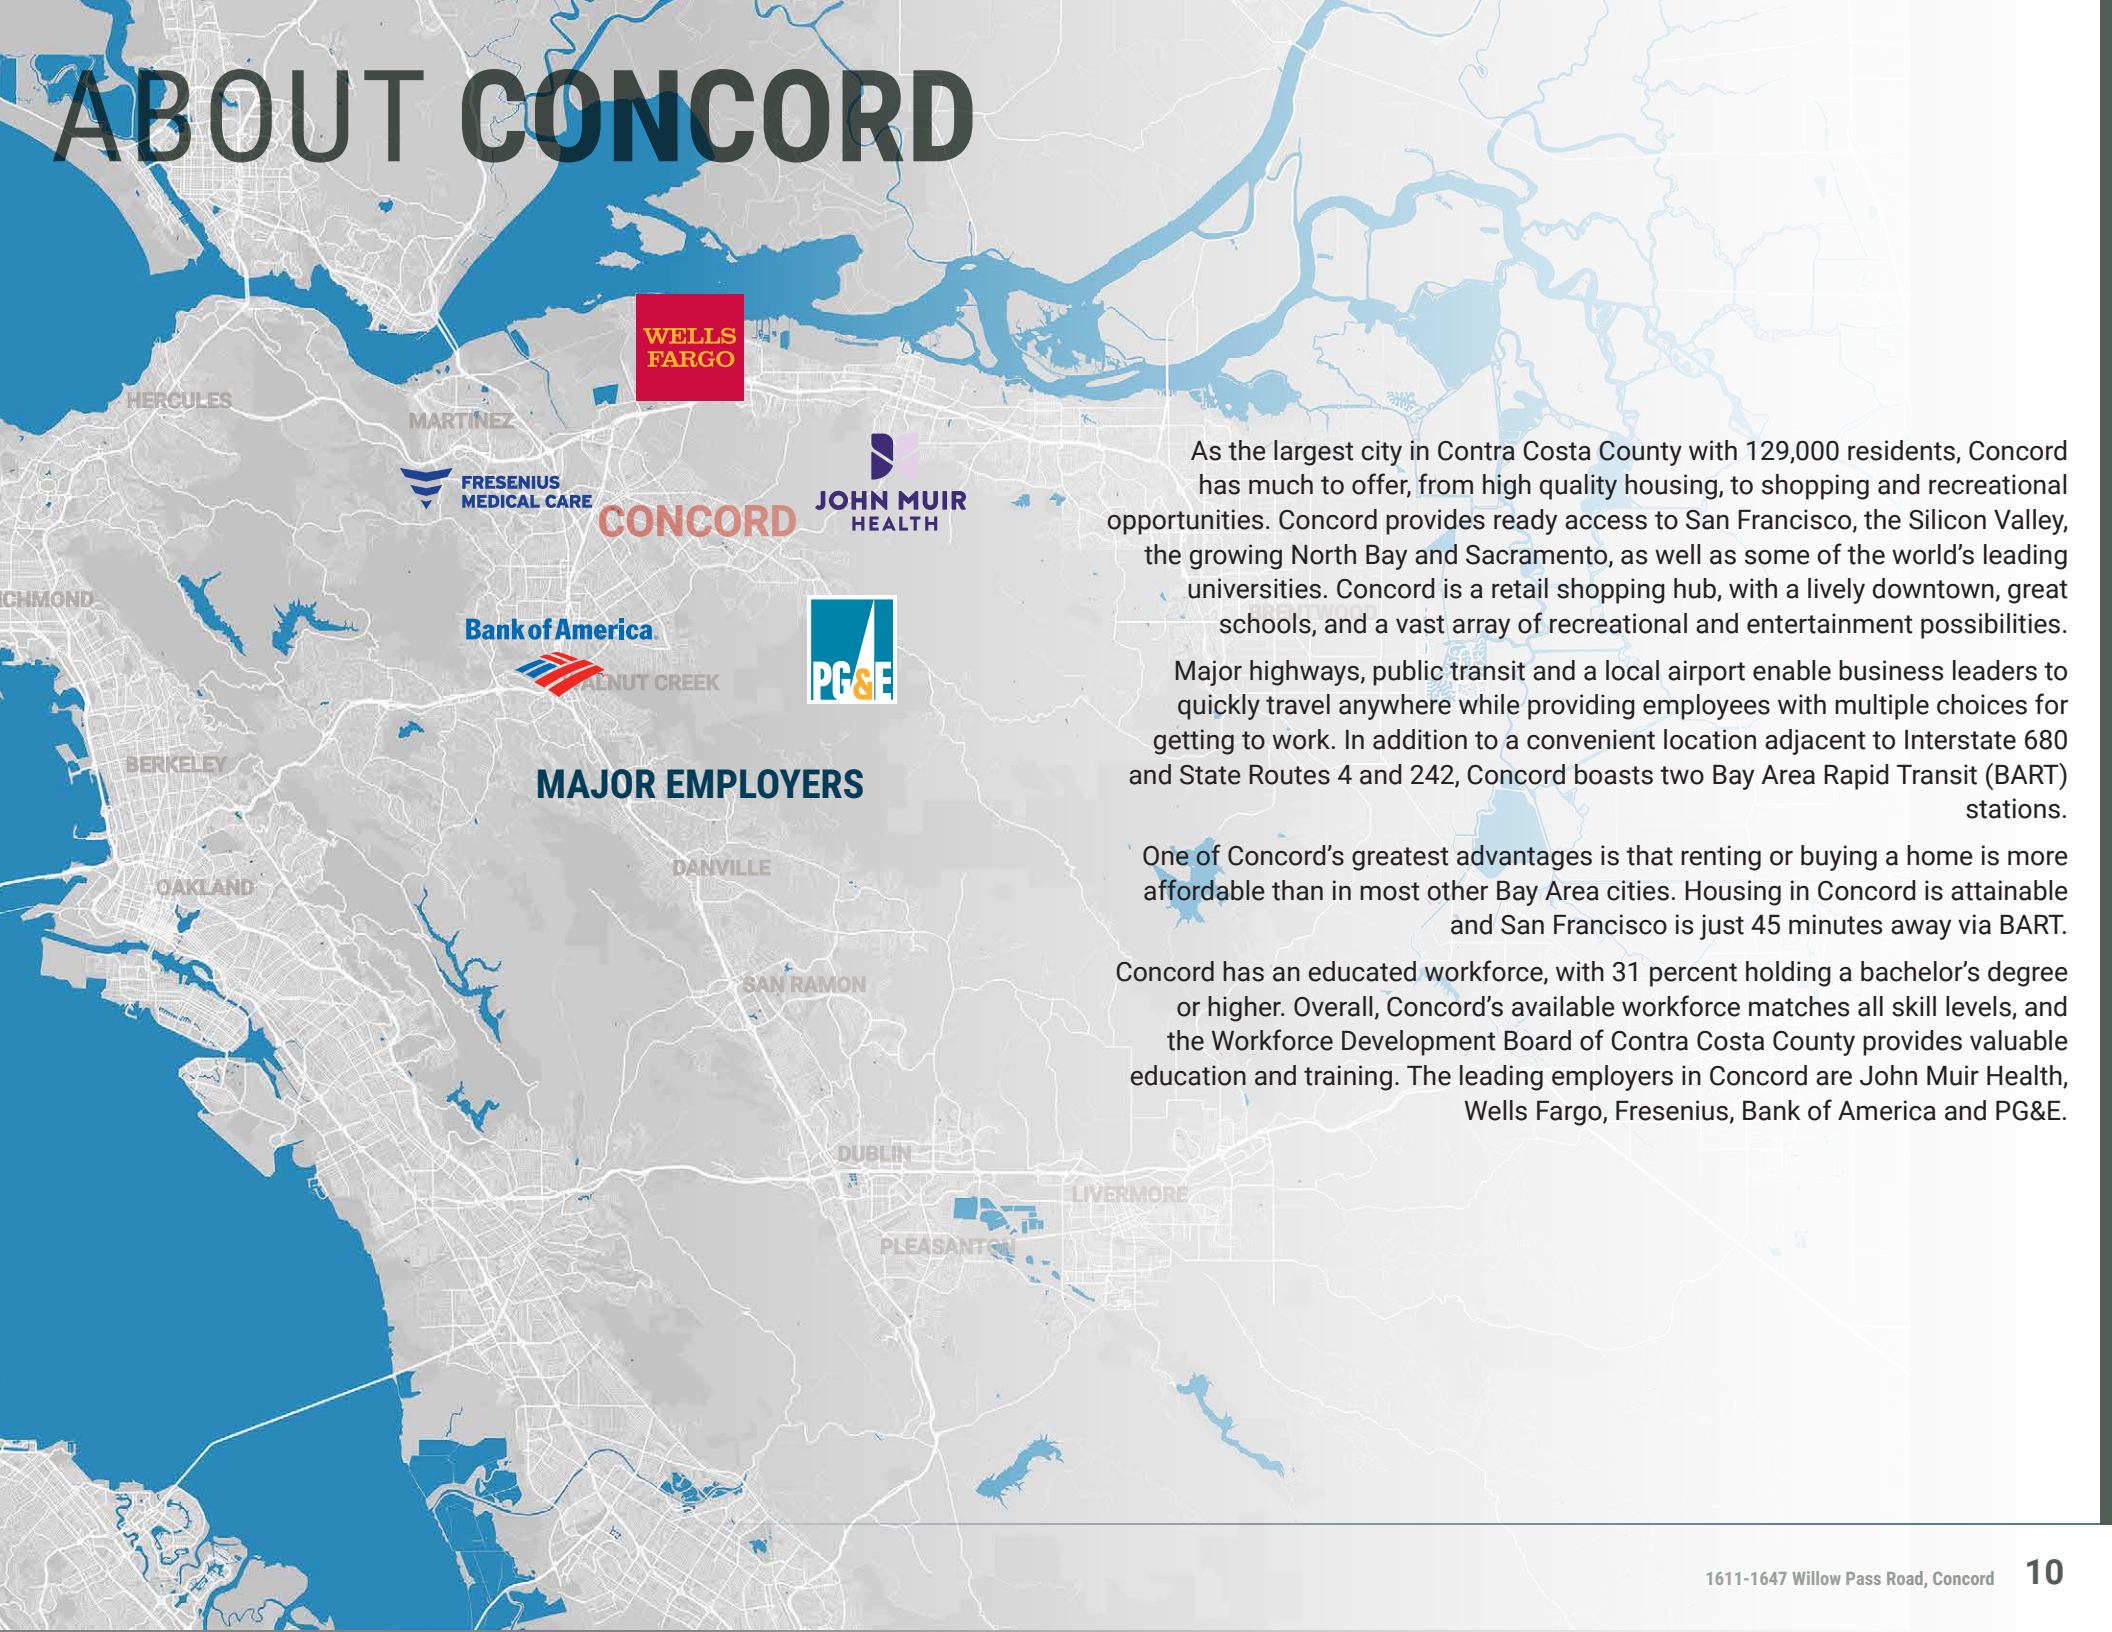 ABOUT CONCORD
WELLS
FARGO
HERCULES
MARTINEZ
FRESENIUS
MEDICAL CARE
CONCORD
JOHN MUIR
HEALTH
Bank of America
CREEK
PG&E
BERKELEY
MAJOR EMPLOYERS
DANVILLE
OAKLAND
SAN RAMON
DUBLIN
LIVERMORE
PLEASANTON
BRENTWOOD
As the largest city in Contra Costa County with 129,000 residents, Concord
has much to offer, from high quality housing, to shopping and recreational
opportunities. Concord provides ready access to San Francisco, the Silicon Valley,
the growing North Bay and Sacramento, as well as some of the world's leading
universities. Concord is a retail shopping hub, with a lively downtown, great
schools, and a vast array of recreational and entertainment possibilities.
Major highways, public transit and a local airport enable business leaders to
quickly travel anywhere while providing employees with multiple choices for
getting to work. In addition to a convenient location adjacent to Interstate 680
and State Routes 4 and 242, Concord boasts two Bay Area Rapid Transit (BART)
stations.
One of Concord's greatest advantages is that renting or buying a home is more
affordable than in most other Bay Area cities. Housing in Concord is attainable
and San Francisco is just 45 minutes away via BART.
Concord has an educated workforce, with 31 percent holding a bachelor's degree
or higher. Overall, Concord's available workforce matches all skill levels, and
the Workforce Development Board of Contra Costa County provides valuable
education and training. The leading employers in Concord are John Muir Health,
Wells Fargo, Fresenius, Bank of America and PG&E.
1611-1647 Willow Pass Road, Concord
10